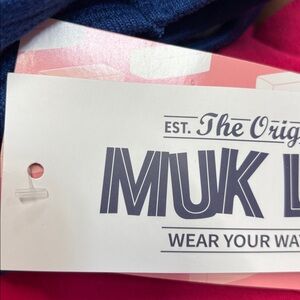 EST. The Orig
MUK L
WEAR YOUR WA